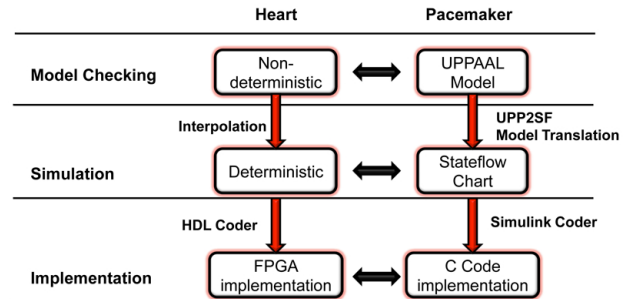 Heart
Pacemaker
Model Checking
Non-
deterministic
UPPAAL
Model
Interpolation
UPP2SF
Model Translation
Simulation
Deterministic
Stateflow
Chart
HDL Coder
Simulink Coder
Implementation
FPGA
implementation
C Code
implementation